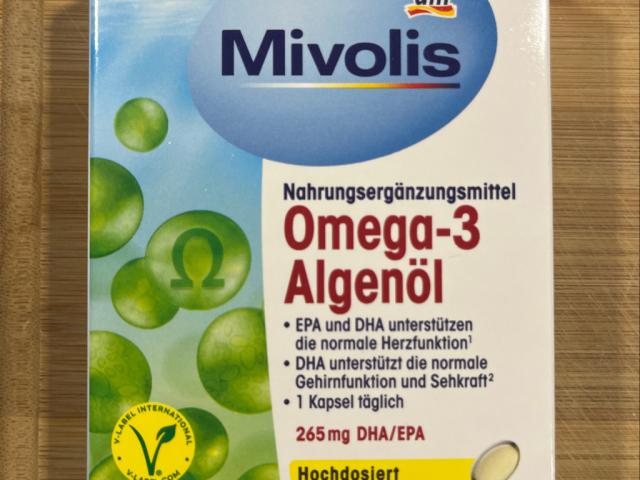 dm
Mivolis
Nahrungsergänzungsmittel
Omega-3
Algenöl
• EPA und DHA unterstützen
die normale Herzfunktion¹
• DHA unterstützt die normale
Gehirnfunktion und Sehkraft²
• 1 Kapsel täglich
265 mg DHA/EPA
Hochdosiert
Ω
V-LABEL INTERNATIONAL
V-LABEL.COM